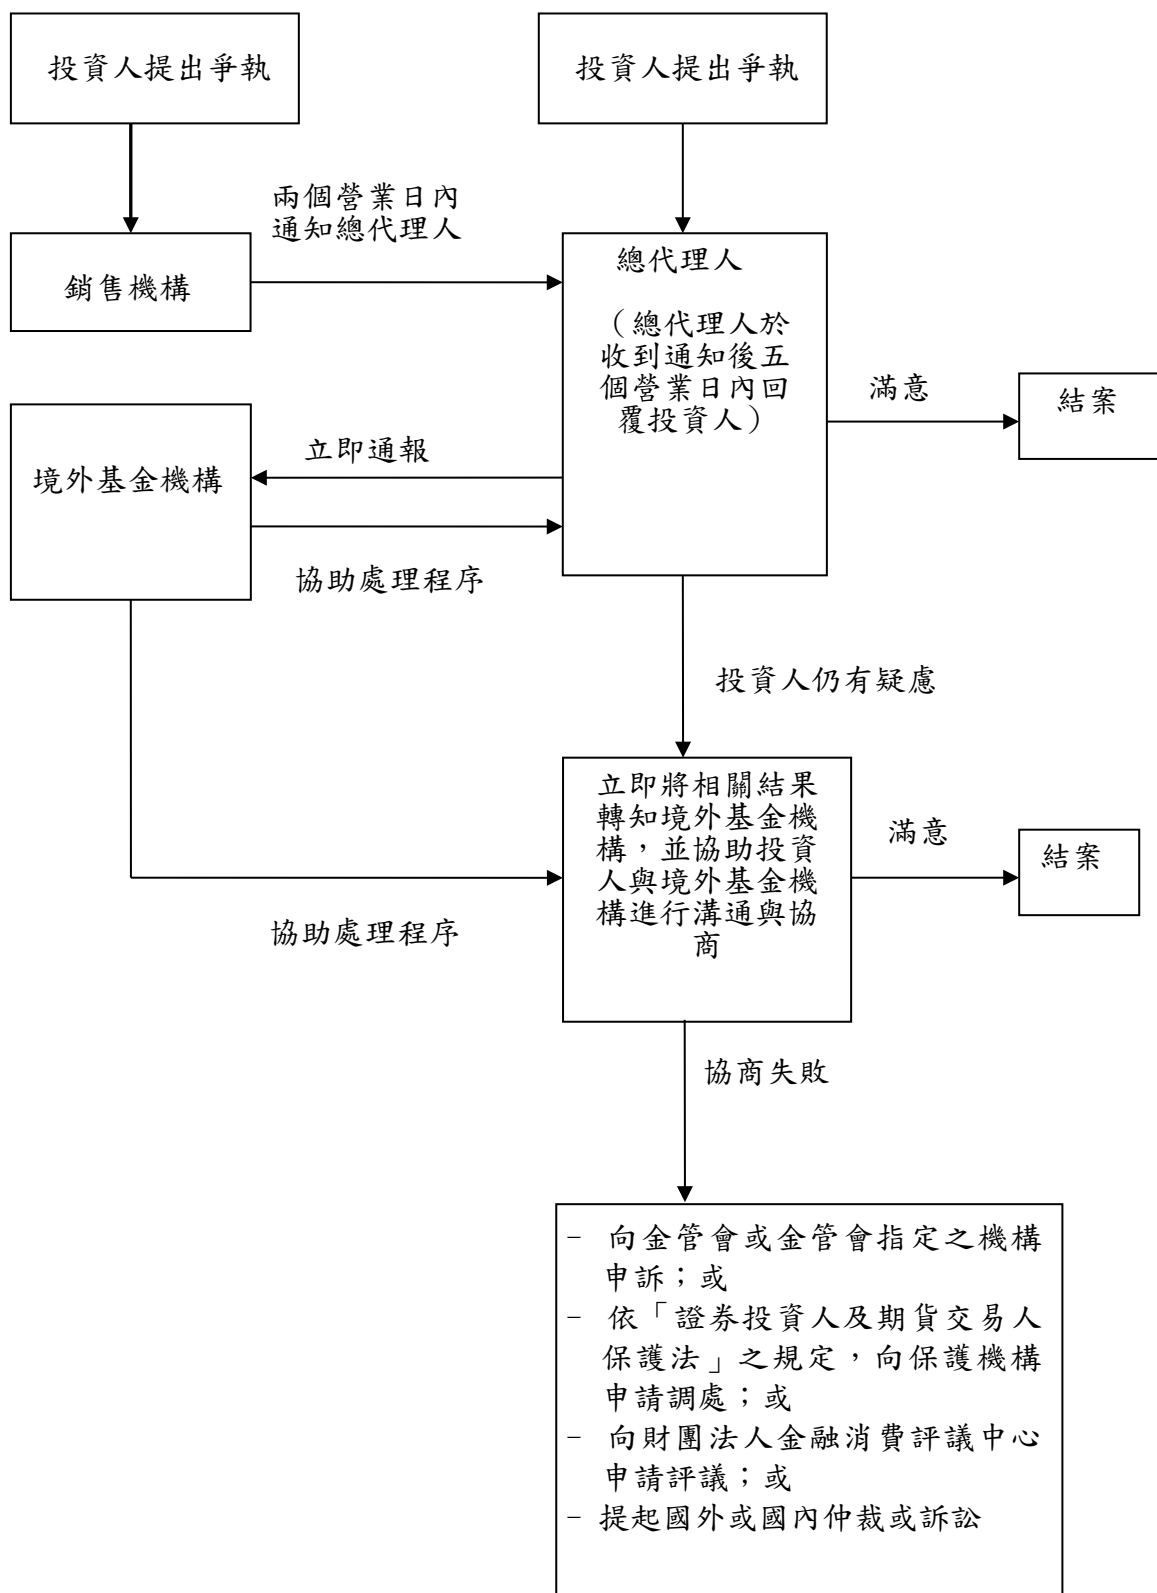 投資人提出爭執
投資人提出爭執
兩個營業日內
通知總代理人
銷售機構
總代理人
（總代理人於
收到通知後五
個營業日內回
覆投資人）
滿意
結案
境外基金機構
立即通報
協助處理程序
投資人仍有疑慮
立即將相關結果
轉知境外基金機
構，並協助投資
人與境外基金機
構進行溝通與協
商
滿意
結案
協助處理程序
協商失敗
- 向金管會或金管會指定之機構
申訴；或
- 依「證券投資人及期貨交易人
保護法」之規定，向保護機構
申請調處；或
- 向財團法人金融消費評議中心
申請評議；或
- 提起國外或國內仲裁或訴訟